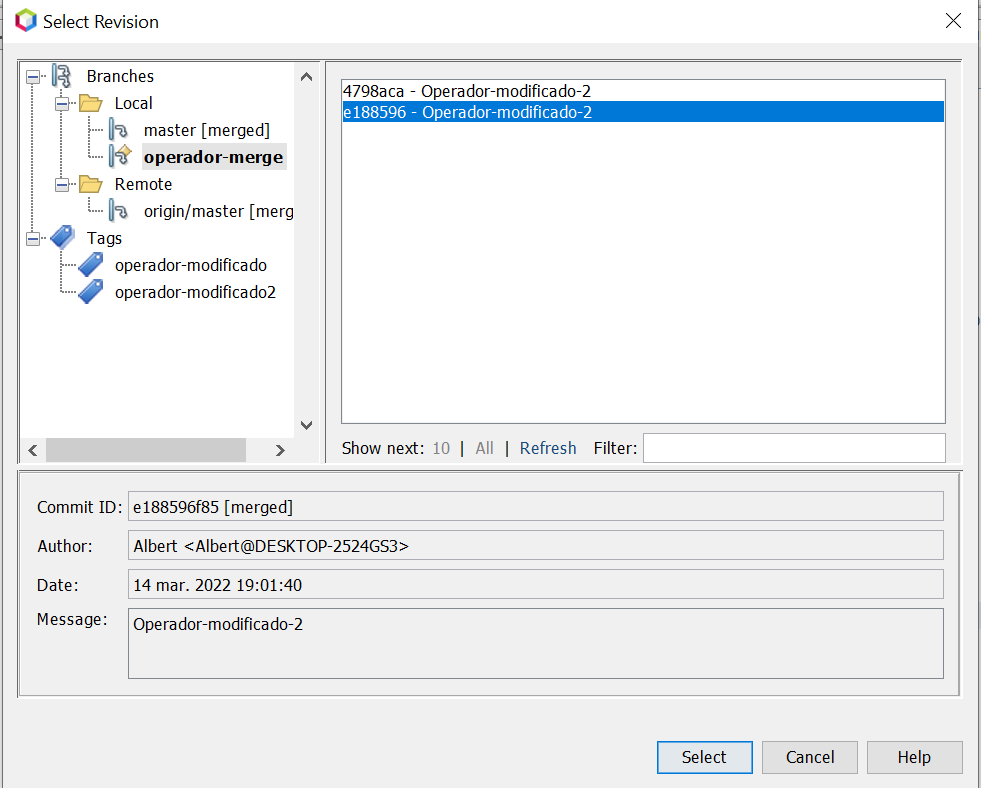 Select Revision
Branches
Local
master [merged]
operador-merge
Remote
origin/master [merg
Tags
operador-modificado
operador-modificado2
4798aca - Operador-modificado-2
e188596 - Operador-modificado-2
Show next: 10 | All | Refresh Filter:
Commit ID: e188596f85 [merged]
Author: Albert <Albert@DESKTOP-2524GS3>
Date: 14 mar. 2022 19:01:40
Message: Operador-modificado-2
Select Cancel Help